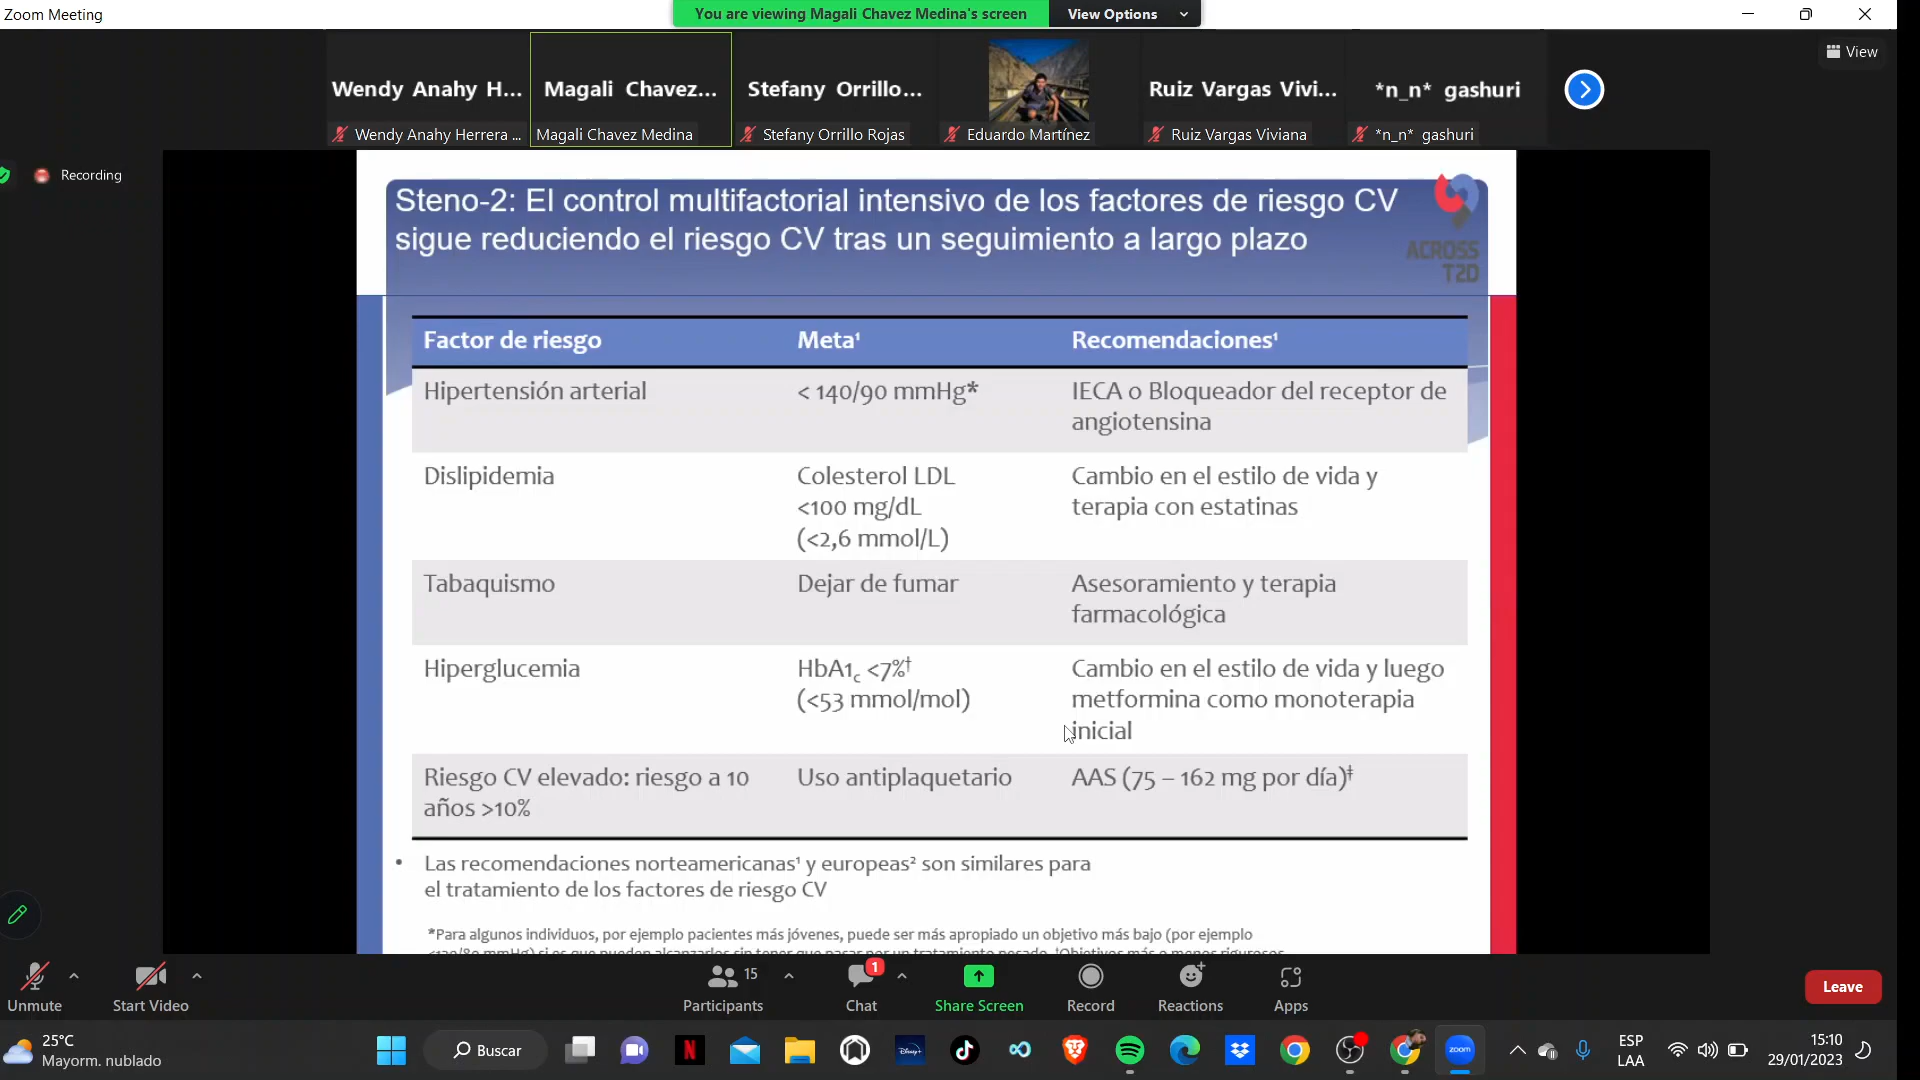 Zoom Meeting
You are viewing Magali Chavez Medina's screen
View Options
View
Wendy Anahy H...
Magali Chavez...
Stefany Orrillo...
Ruiz Vargas Vivi...
*n_n* gashuri
Wendy Anahy Herrera ...
Magali Chavez Medina
Stefany Orrillo Rojas
Eduardo Martínez
Ruiz Vargas Viviana
*n_n* gashuri
Recording
Steno-2: El control multifactorial intensivo de los factores de riesgo CV
sigue reduciendo el riesgo CV tras un seguimiento a largo plazo
ACROSS
T2D
Factor de riesgo
Meta¹
Recomendaciones¹
Hipertensión arterial
< 140/90 mmHg*
IECA o Bloqueador del receptor de
angiotensina
Dislipidemia
Colesterol LDL
<100 mg/dL
(<2,6 mmol/L)
Cambio en el estilo de vida y
terapia con estatinas
Tabaquismo
Dejar de fumar
Asesoramiento y terapia
farmacológica
Hiperglucemia
HbA1c <7%†
(<53 mmol/mol)
Cambio en el estilo de vida y luego
metformina como monoterapia
inicial
Riesgo CV elevado: riesgo a 10
años >10%
Uso antiplaquetario
AAS (75 – 162 mg por día)‡
• Las recomendaciones norteamericanas¹ y europeas² son similares para
el tratamiento de los factores de riesgo CV
*Para algunos individuos, por ejemplo pacientes más jóvenes, puede ser más apropiado un objetivo más bajo (por ejemplo
Unmute
Start Video
15
Participants
1
Chat
Share Screen
Record
Reactions
Apps
Leave
25°C
Mayorm. nublado
Buscar
N
Disney+
zoom
ESP
LAA
15:10
29/01/2023